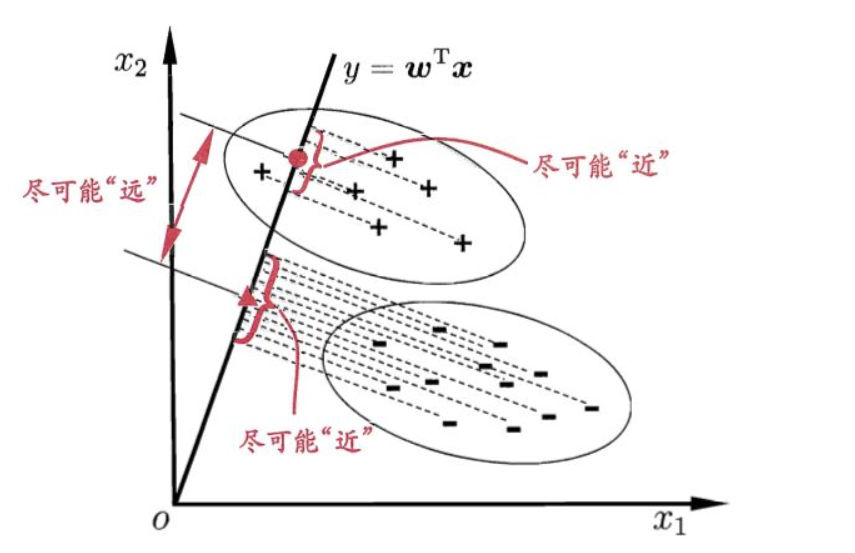 x₂
y = wᵀx
尽可能“近”
尽可能“远”
尽可能“近”
O
x₁